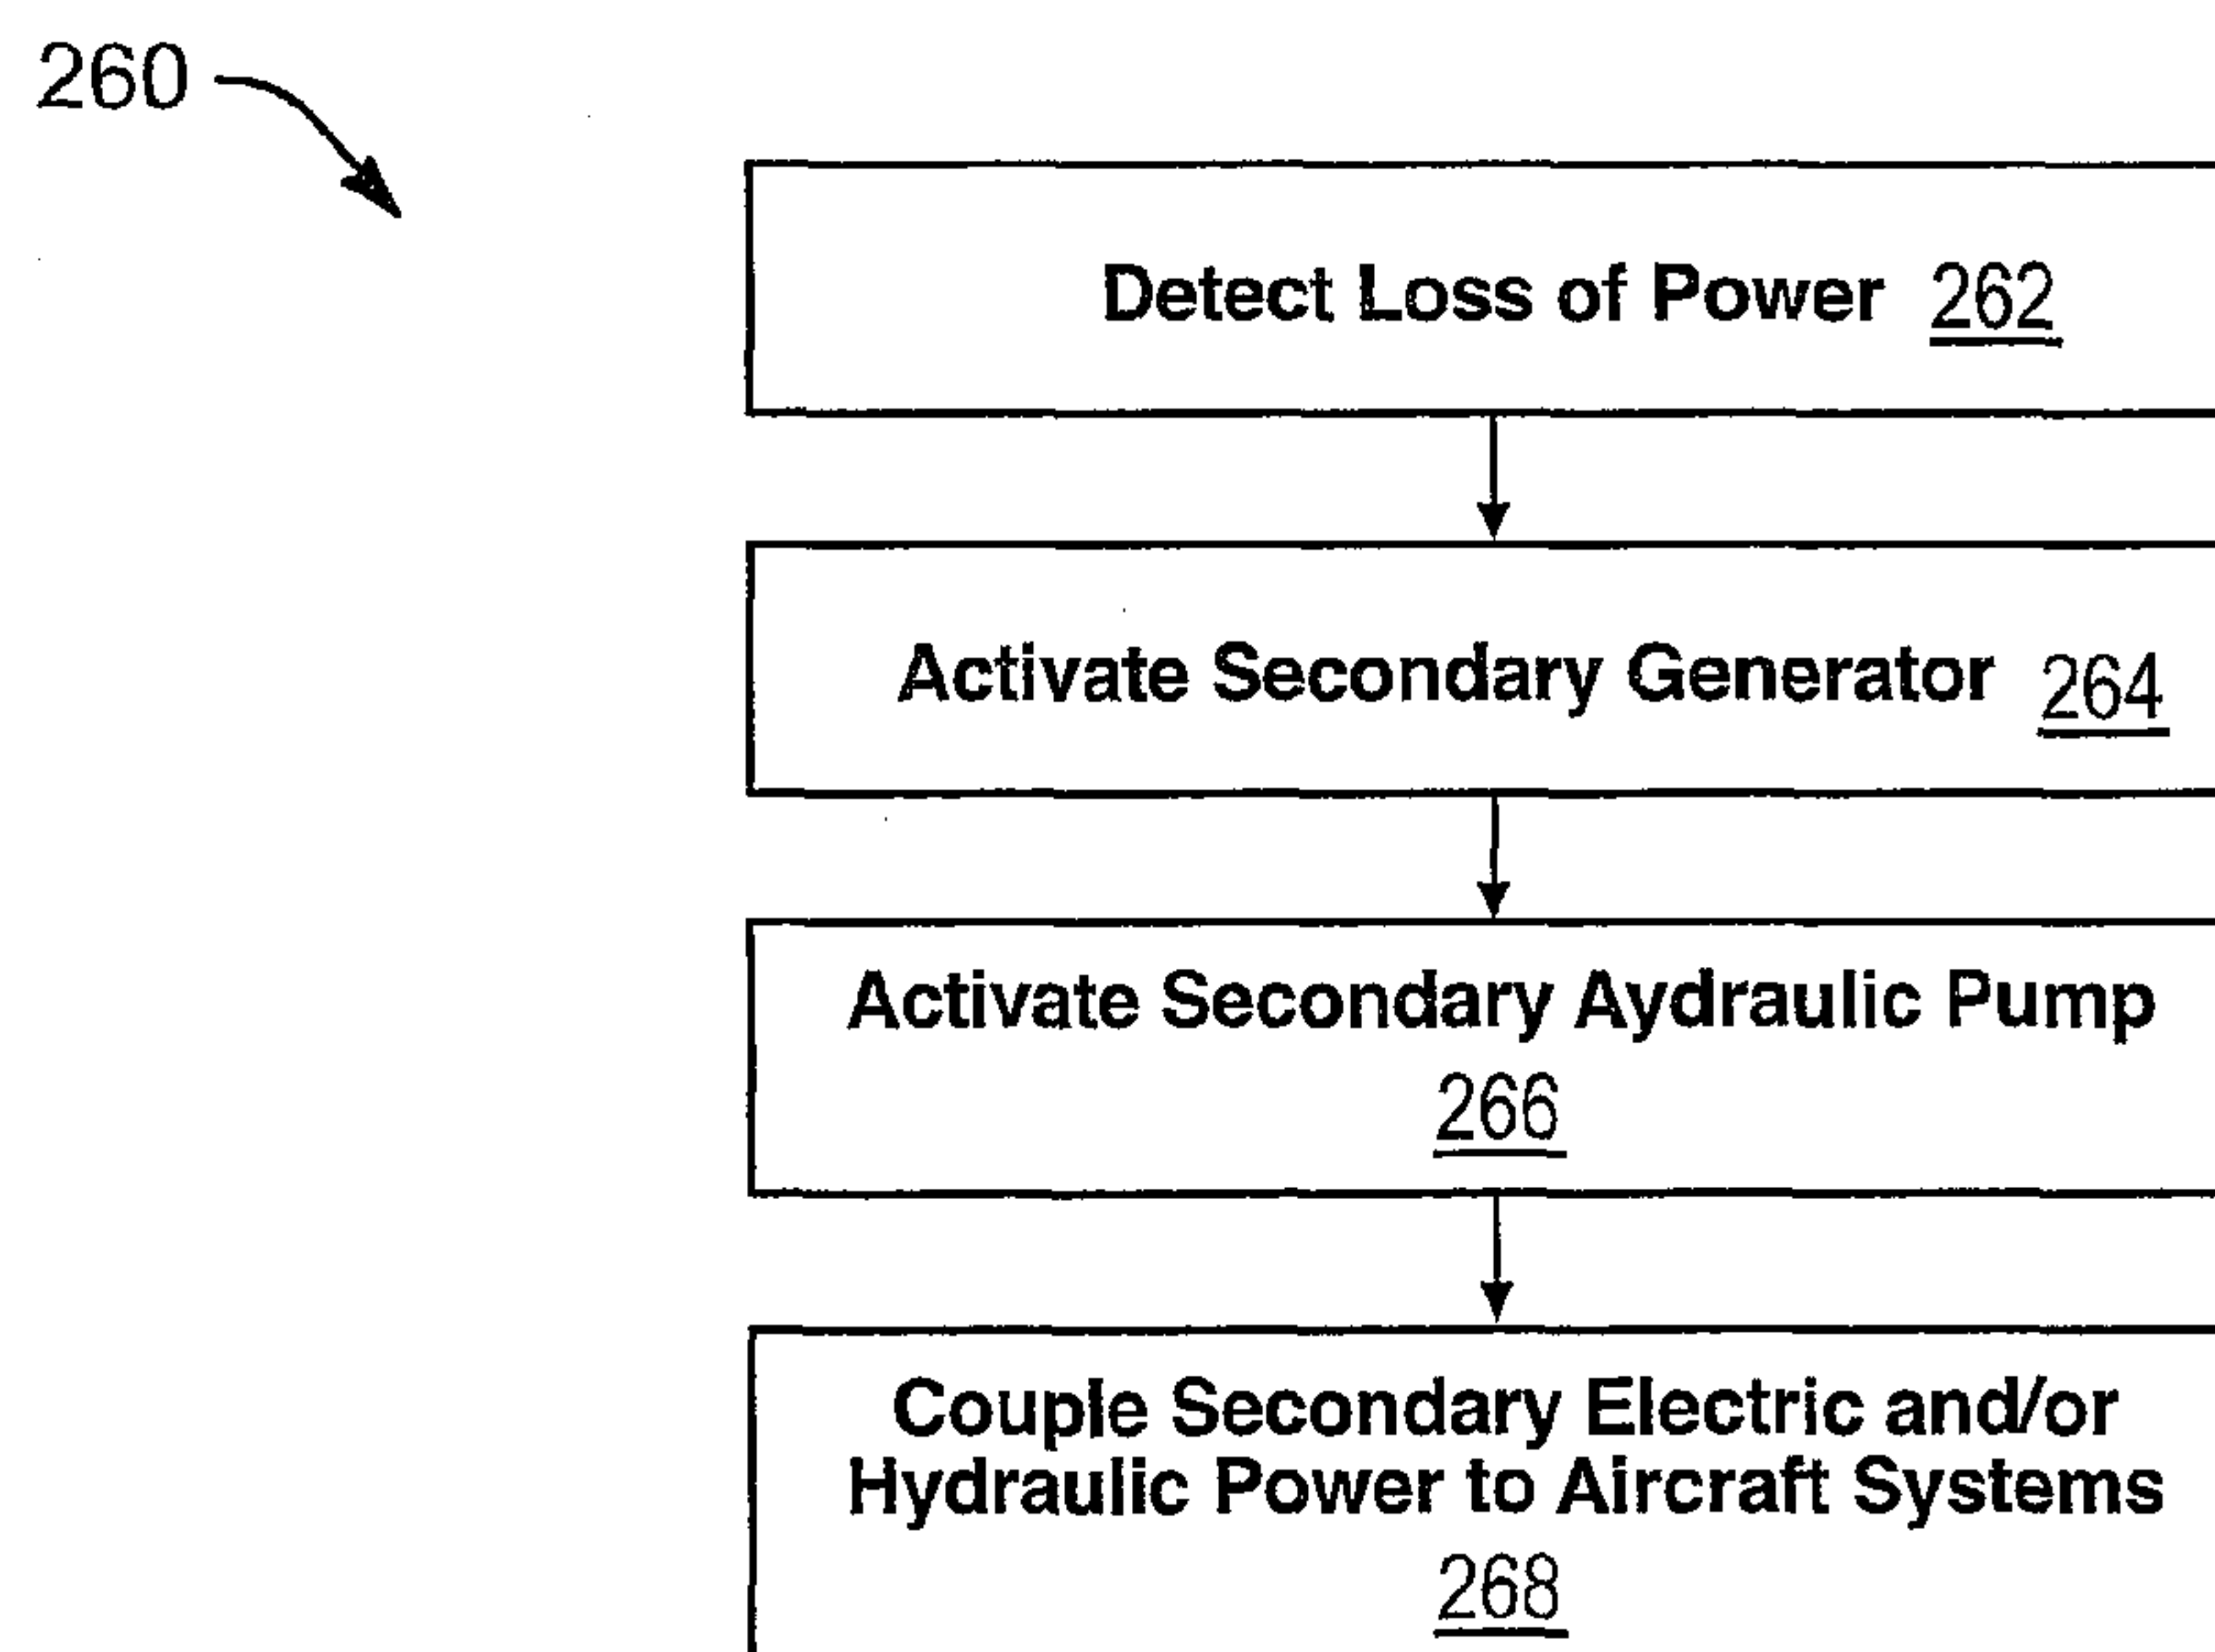 260
Detect Loss of Power 262
Activate Secondary Generator 264
Activate Secondary Aydraulic Pump
266
Couple Secondary Electric and/or
Hydraulic Power to Aircraft Systems
268